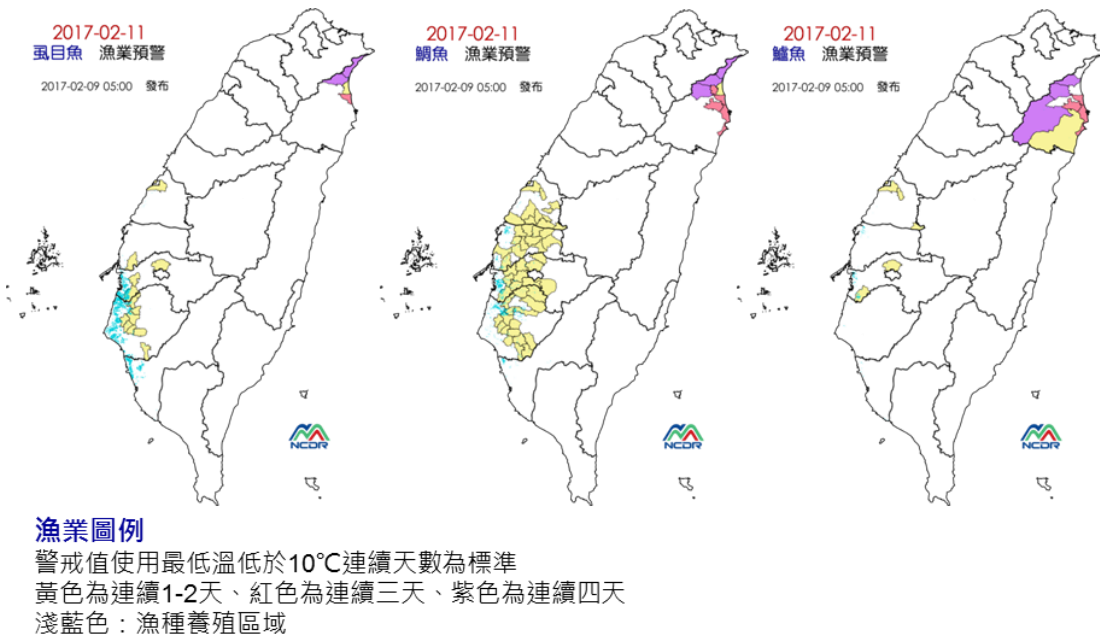 2017-02-11
虱目魚 漁業預警
2017-02-09 05:00 發布
NCDR
2017-02-11
鯛魚 漁業預警
2017-02-09 05:00 發布
NCDR
2017-02-11
鱸魚 漁業預警
2017-02-09 05:00 發布
NCDR
漁業圖例
警戒值使用最低溫低於10℃連續天數為標準
黃色為連續1-2天、紅色為連續三天、紫色為連續四天
淺藍色：漁種養殖區域